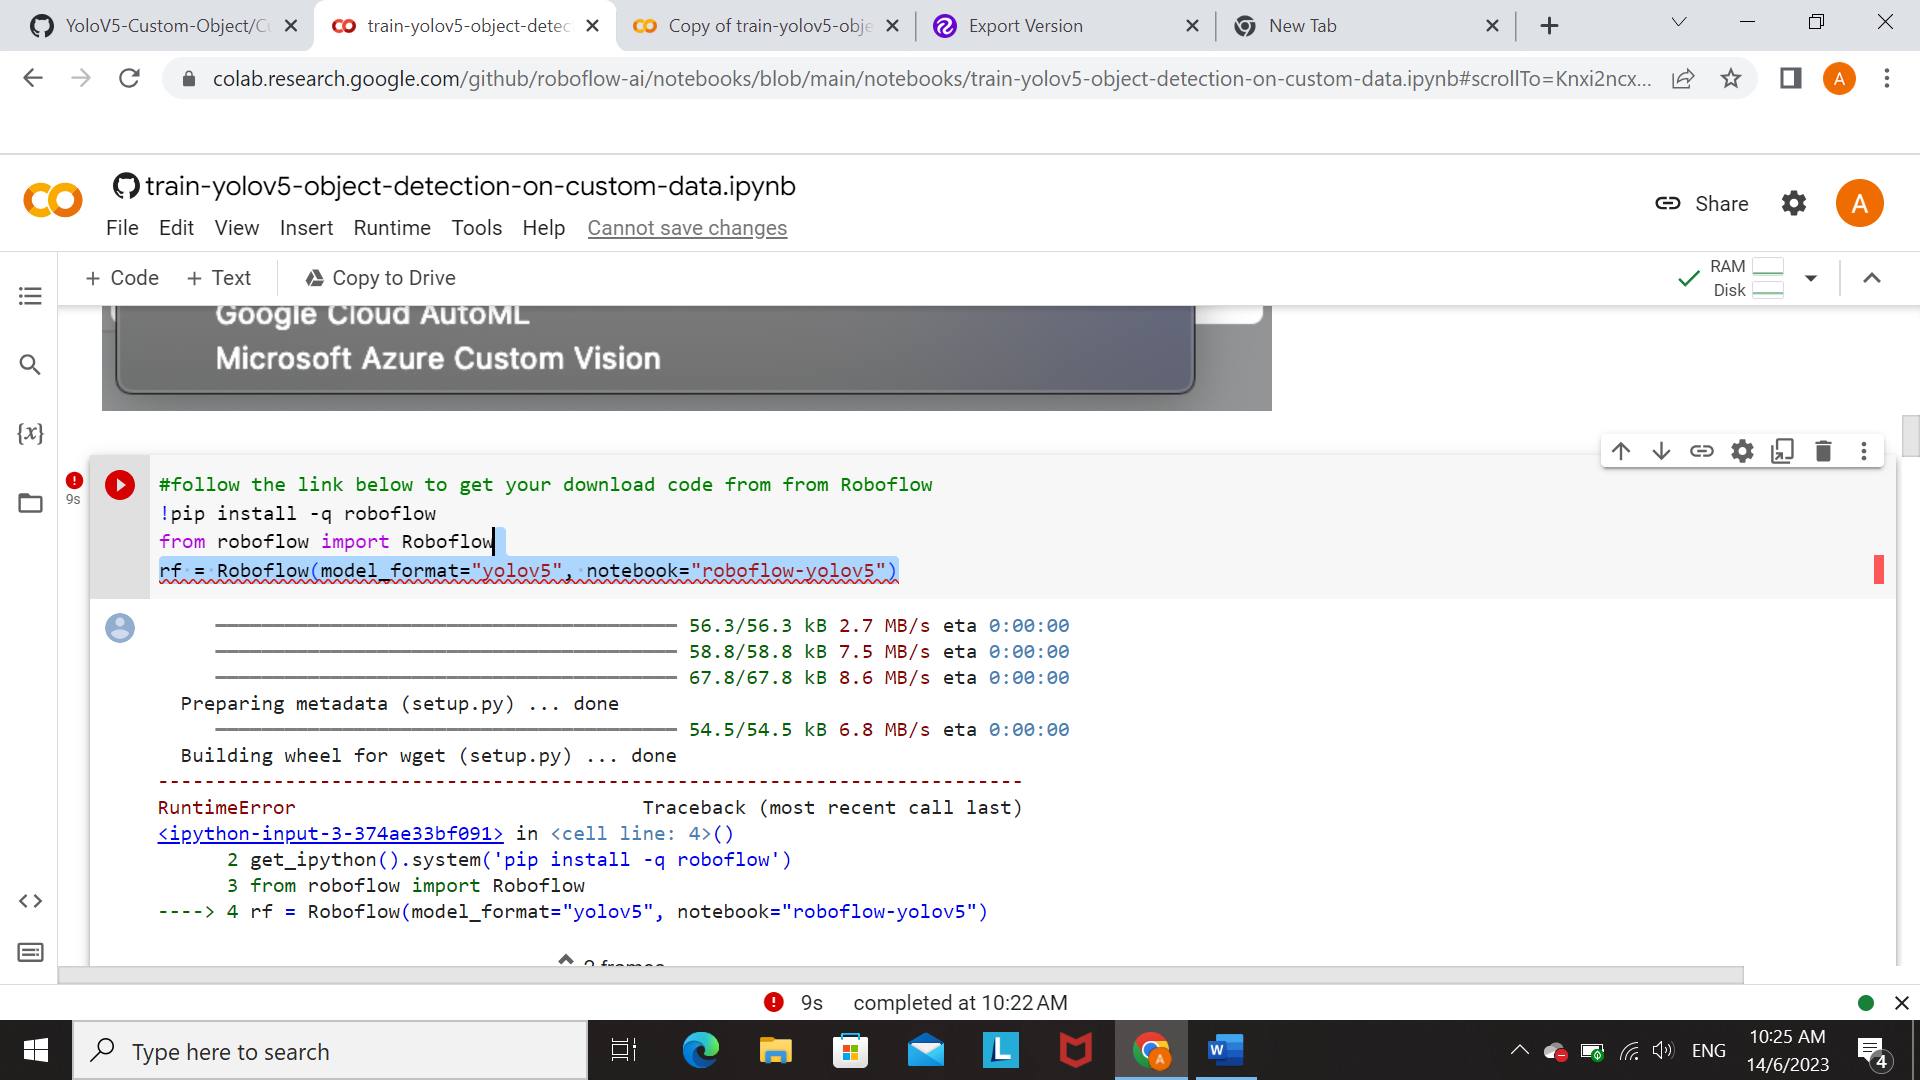 YoloV5-Custom-Object/Cu
train-yolov5-object-detec
Copy of train-yolov5-obje
Export Version
New Tab
colab.research.google.com/github/roboflow-ai/notebooks/blob/main/notebooks/train-yolov5-object-detection-on-custom-data.ipynb#scrollTo=Knxi2ncx...
A
train-yolov5-object-detection-on-custom-data.ipynb
File Edit View Insert Runtime Tools Help Cannot save changes
Share
A
+ Code + Text Copy to Drive
RAM
Disk
Google Cloud AutoML
Microsoft Azure Custom Vision
{x}
9s
#follow the link below to get your download code from from Roboflow
!pip install -q roboflow
from roboflow import Roboflow
rf = Roboflow(model_format="yolov5", notebook="roboflow-yolov5")
56.3/56.3 kB 2.7 MB/s eta 0:00:00
58.8/58.8 kB 7.5 MB/s eta 0:00:00
67.8/67.8 kB 8.6 MB/s eta 0:00:00
Preparing metadata (setup.py) ... done
54.5/54.5 kB 6.8 MB/s eta 0:00:00
Building wheel for wget (setup.py) ... done
---------------------------------------------------------------------------
RuntimeError Traceback (most recent call last)
<ipython-input-3-374ae33bf091> in <cell line: 4>()
2 get_ipython().system('pip install -q roboflow')
3 from roboflow import Roboflow
----> 4 rf = Roboflow(model_format="yolov5", notebook="roboflow-yolov5")
2 frames
9s completed at 10:22 AM
Type here to search
L
W
A
ENG
10:25 AM
14/6/2023
4